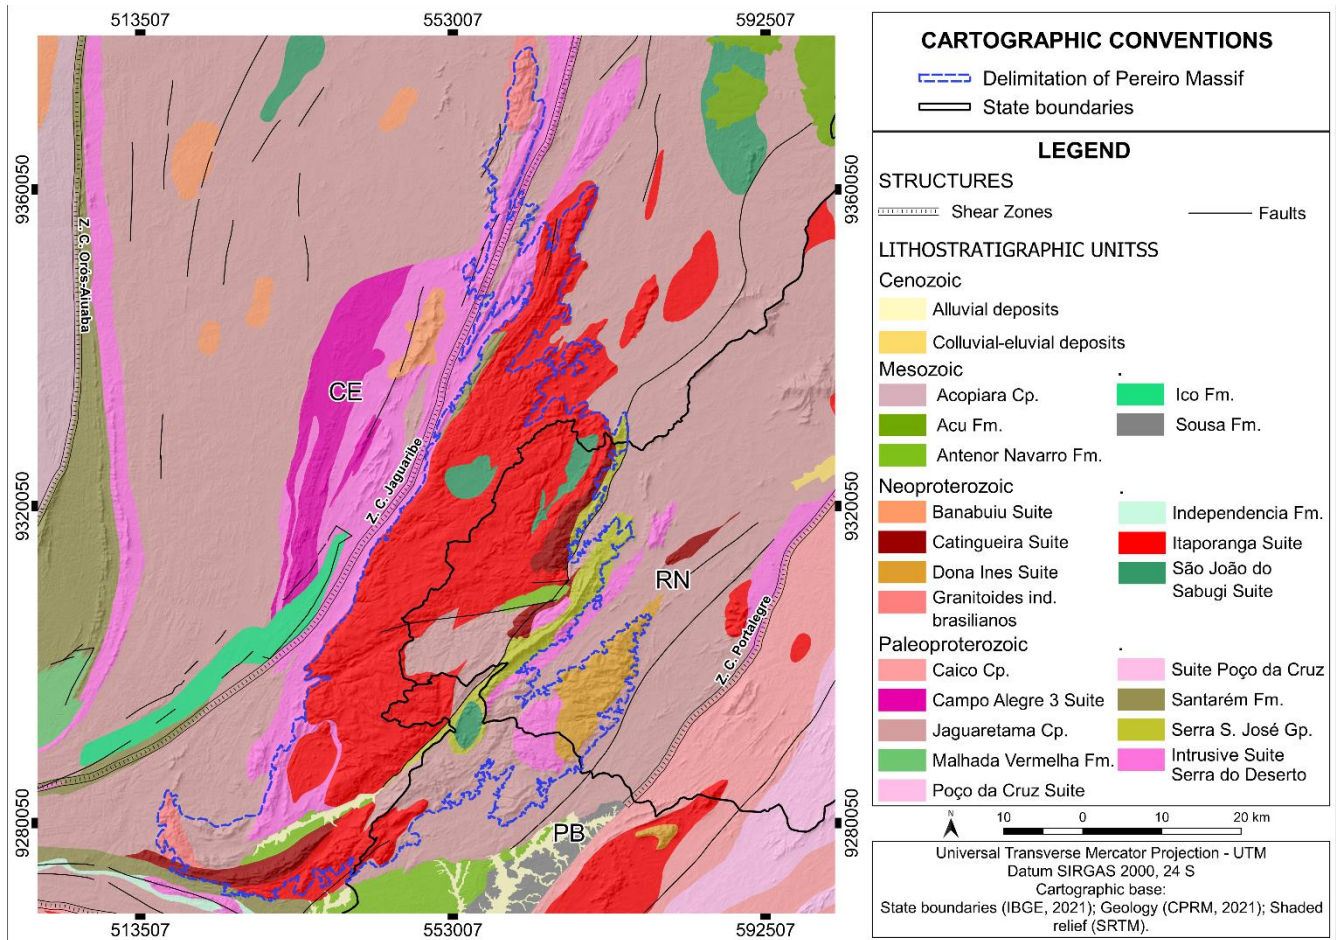 513507
553007
592507
9360050
9320050
9280050
9360050
9320050
9280050
513507
553007
592507
Z. C. Orós-Aiuaba
CE
Z. C. Jaguaribe
RN
Z. C. Portalegre
PB
CARTOGRAPHIC CONVENTIONS
Delimitation of Pereiro Massif
State boundaries
LEGEND
STRUCTURES
Shear Zones
Faults
LITHOSTRATIGRAPHIC UNITSS
Cenozoic
Alluvial deposits
Colluvial-eluvial deposits
Mesozoic .
Acopiara Cp.
Ico Fm.
Acu Fm.
Sousa Fm.
Antenor Navarro Fm.
Neoproterozoic .
Banabuiu Suite
Independencia Fm.
Catingueira Suite
Itaporanga Suite
Dona Ines Suite
São João do
Sabugi Suite
Granitoides ind.
brasilianos
Paleoproterozoic .
Caico Cp.
Suite Poço da Cruz
Campo Alegre 3 Suite
Santarém Fm.
Jaguaretama Cp.
Serra S. José Gp.
Malhada Vermelha Fm.
Intrusive Suite
Serra do Deserto
Poço da Cruz Suite
N
10 0 10 20 km
Universal Transverse Mercator Projection - UTM
Datum SIRGAS 2000, 24 S
Cartographic base:
State boundaries (IBGE, 2021); Geology (CPRM, 2021); Shaded
relief (SRTM).